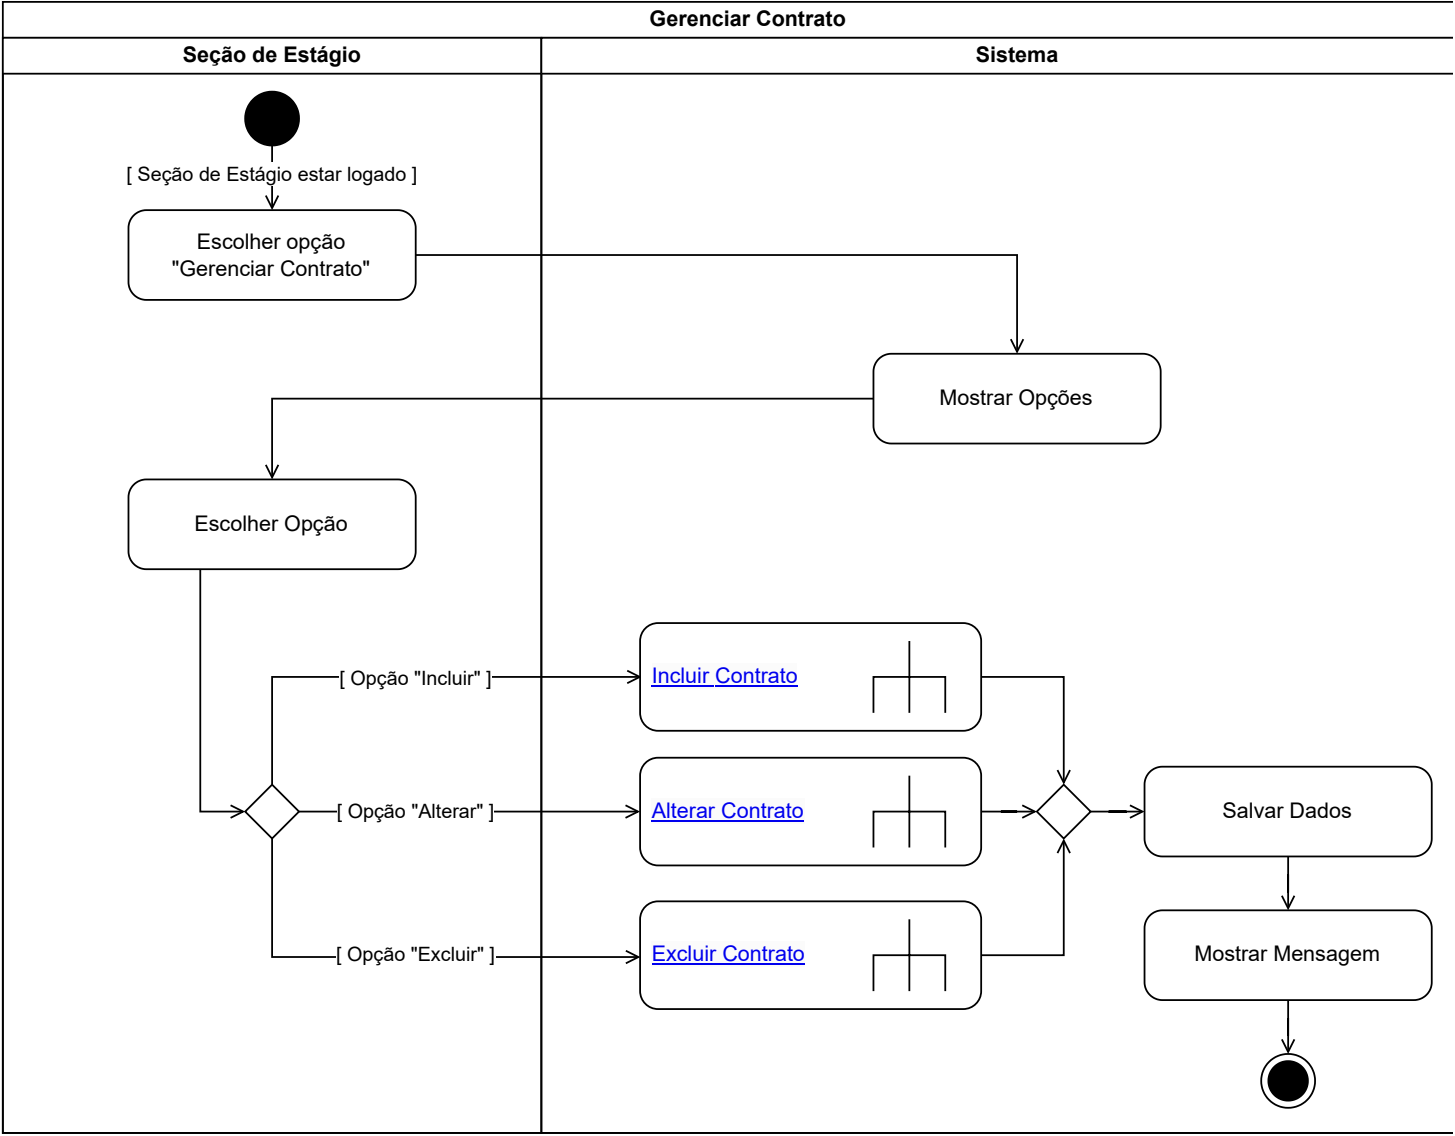 Gerenciar Contrato
Seção de Estágio
Sistema
[ Seção de Estágio estar logado ]
Escolher opção
"Gerenciar Contrato"
Mostrar Opções
Escolher Opção
[ Opção "Incluir" ]
Incluir Contrato
[ Opção "Alterar" ]
Alterar Contrato
Salvar Dados
[ Opção "Excluir" ]
Excluir Contrato
Mostrar Mensagem